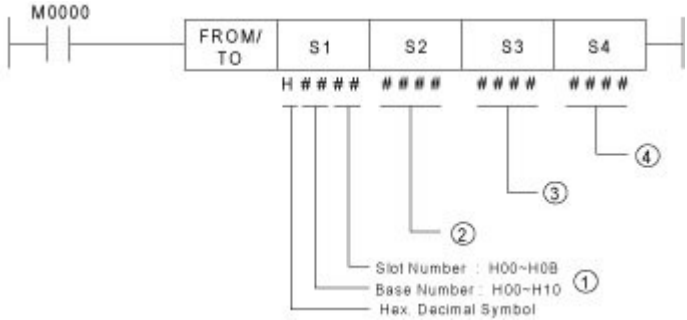 M0000
FROM/ TO S1 S2 S3 S4
H # # # # # # # # # # # # # # # #
④
③
②
Slot Number : H00~H0B
Base Number : H00~H10 ①
Hex. Decimal Symbol